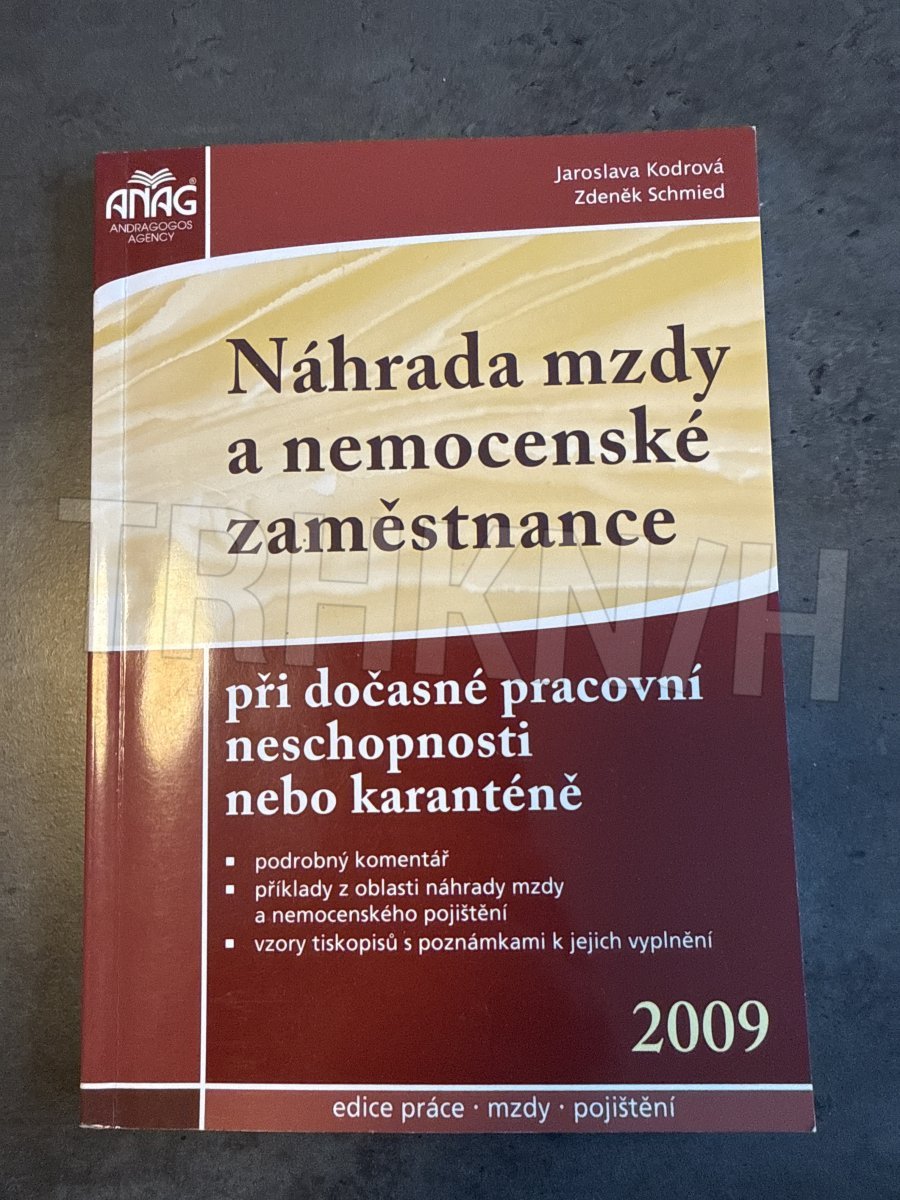 ANAG®
ANDRAGOGOS
AGENCY
Jaroslava Kodrová
Zdeněk Schmied
Náhrada mzdy
a nemocenské
zaměstnance
při dočasné pracovní
neschopnosti
nebo karanténě
▪ podrobný komentář
▪ příklady z oblasti náhrady mzdy
a nemocenského pojištění
▪ vzory tiskopisů s poznámkami k jejich vyplnění
2009
edice práce · mzdy · pojištění
TRHKNIH